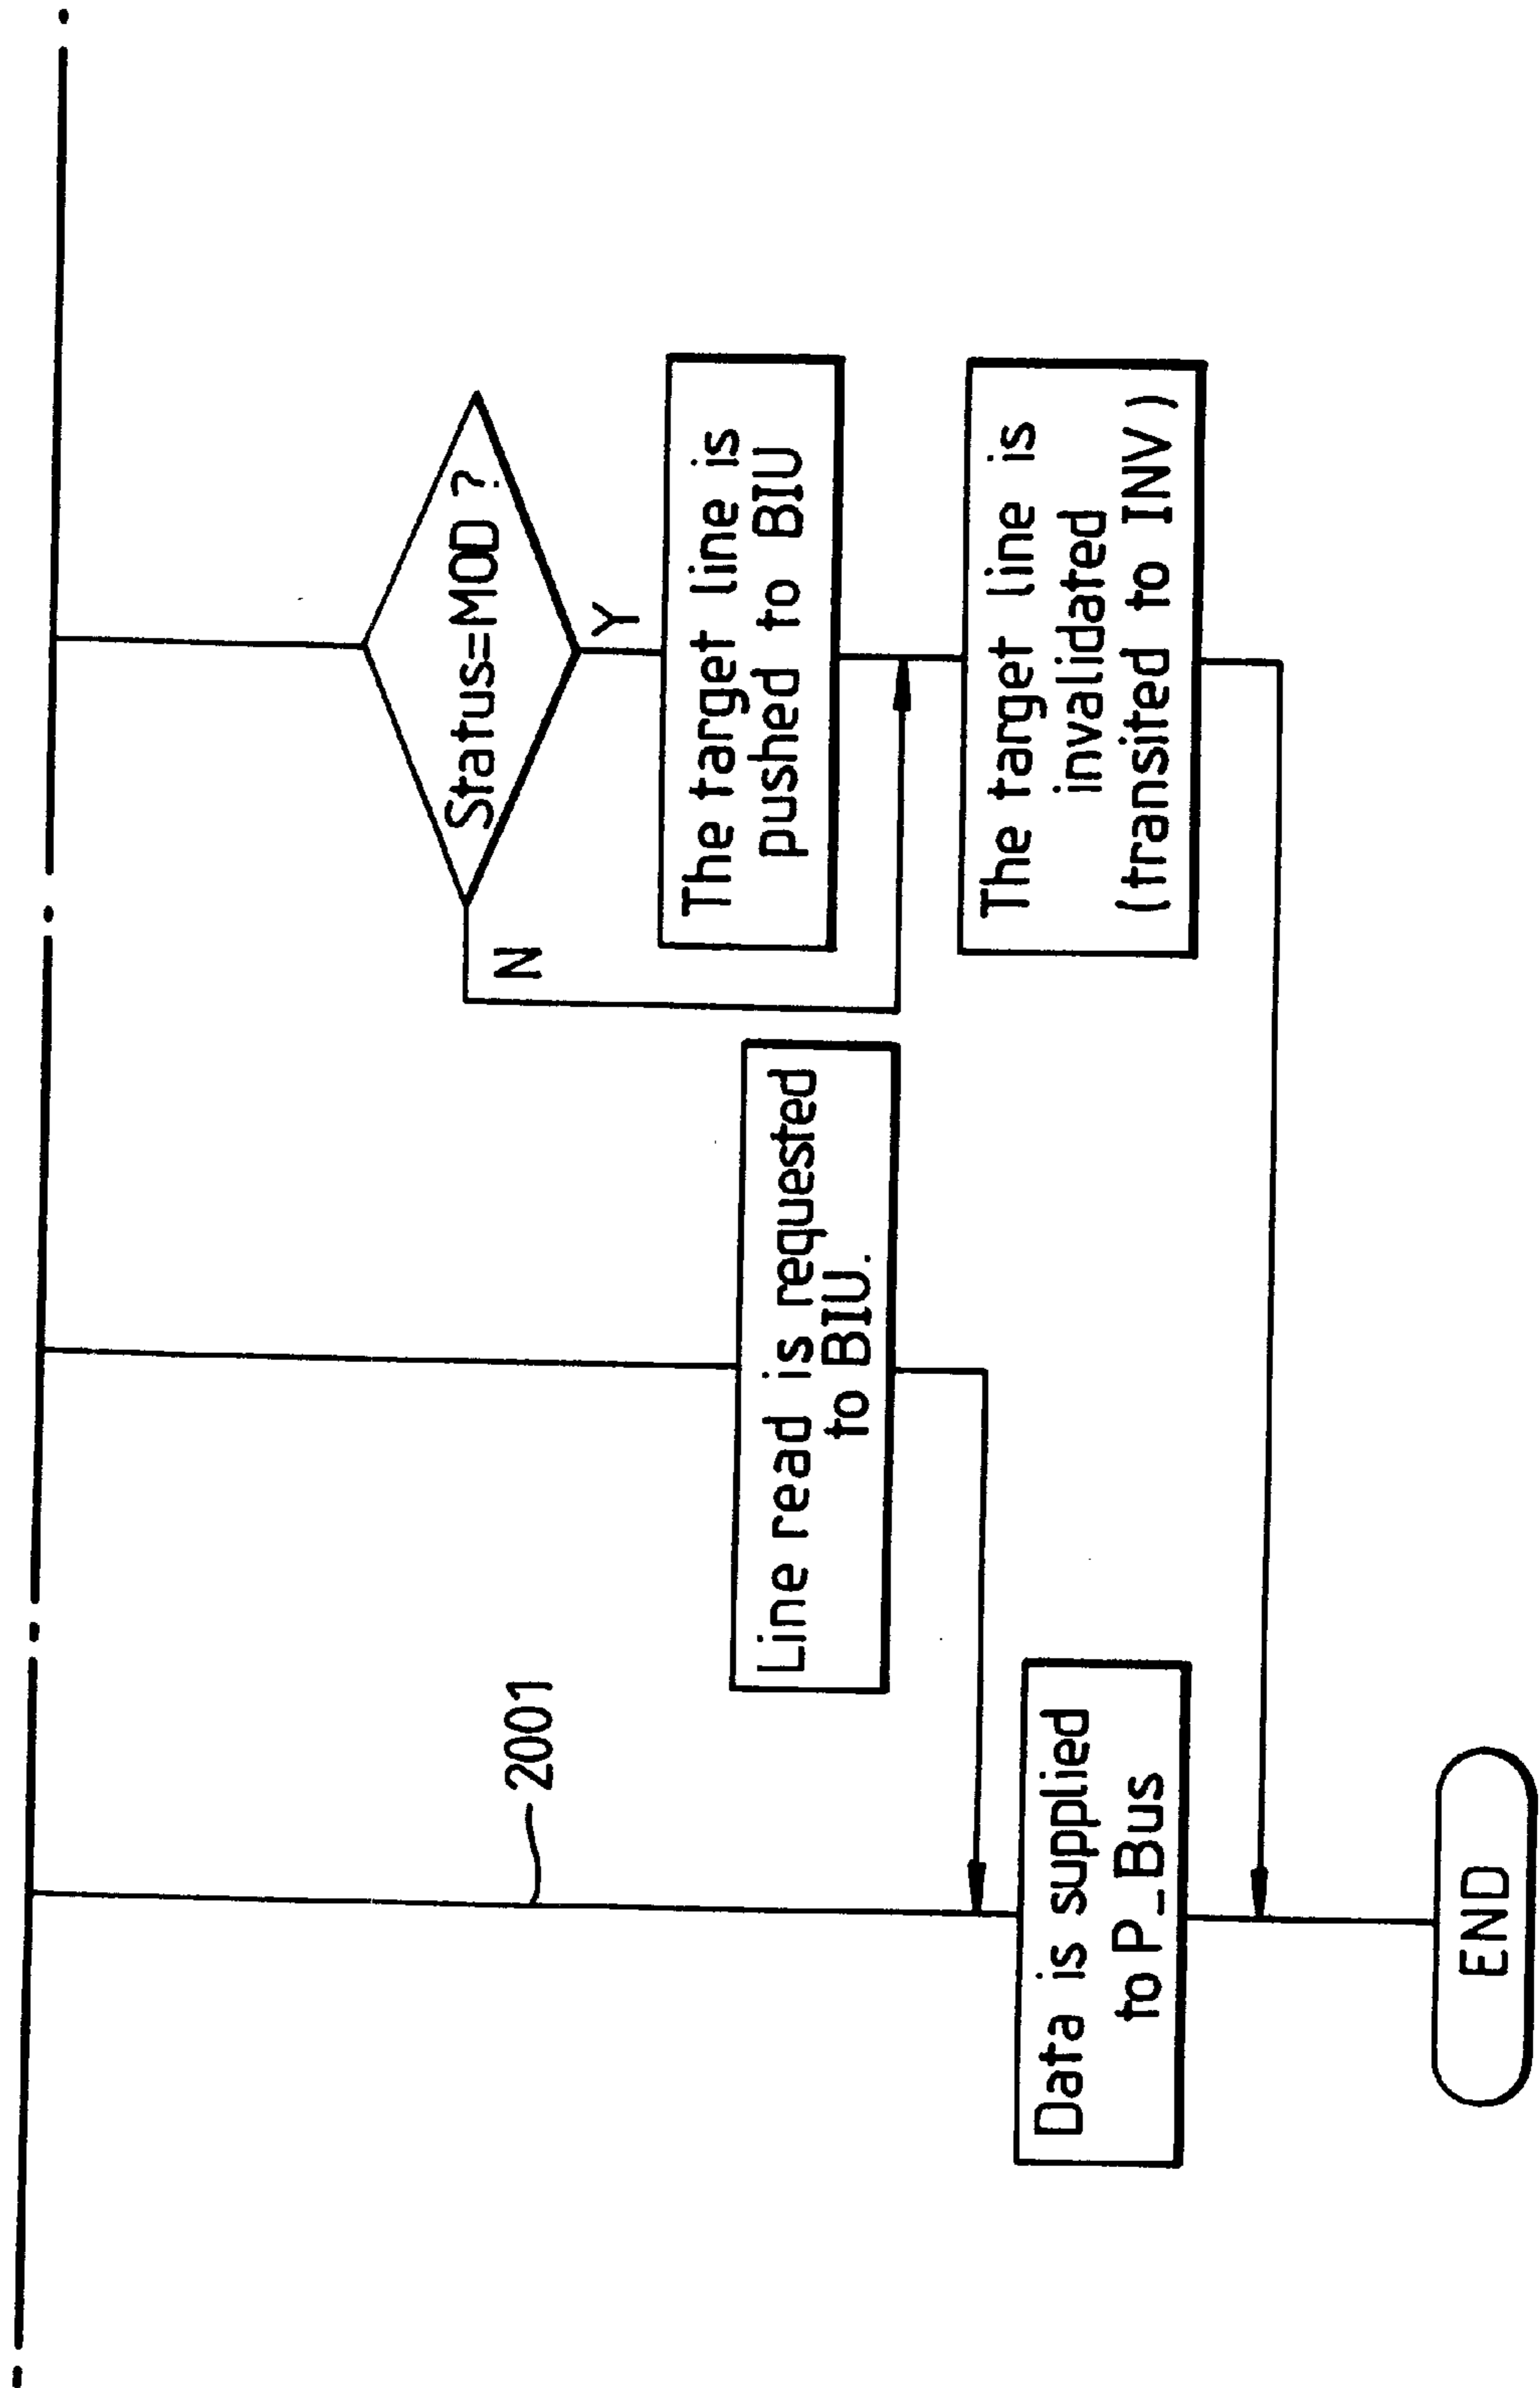 2001
Data is supplied
to P_Bus
END
Line read is requested
to BIU.
Status=MOD ?
N
Y
The target line is
pushed to BIU
The target line is
invalidated
(transited to INV)